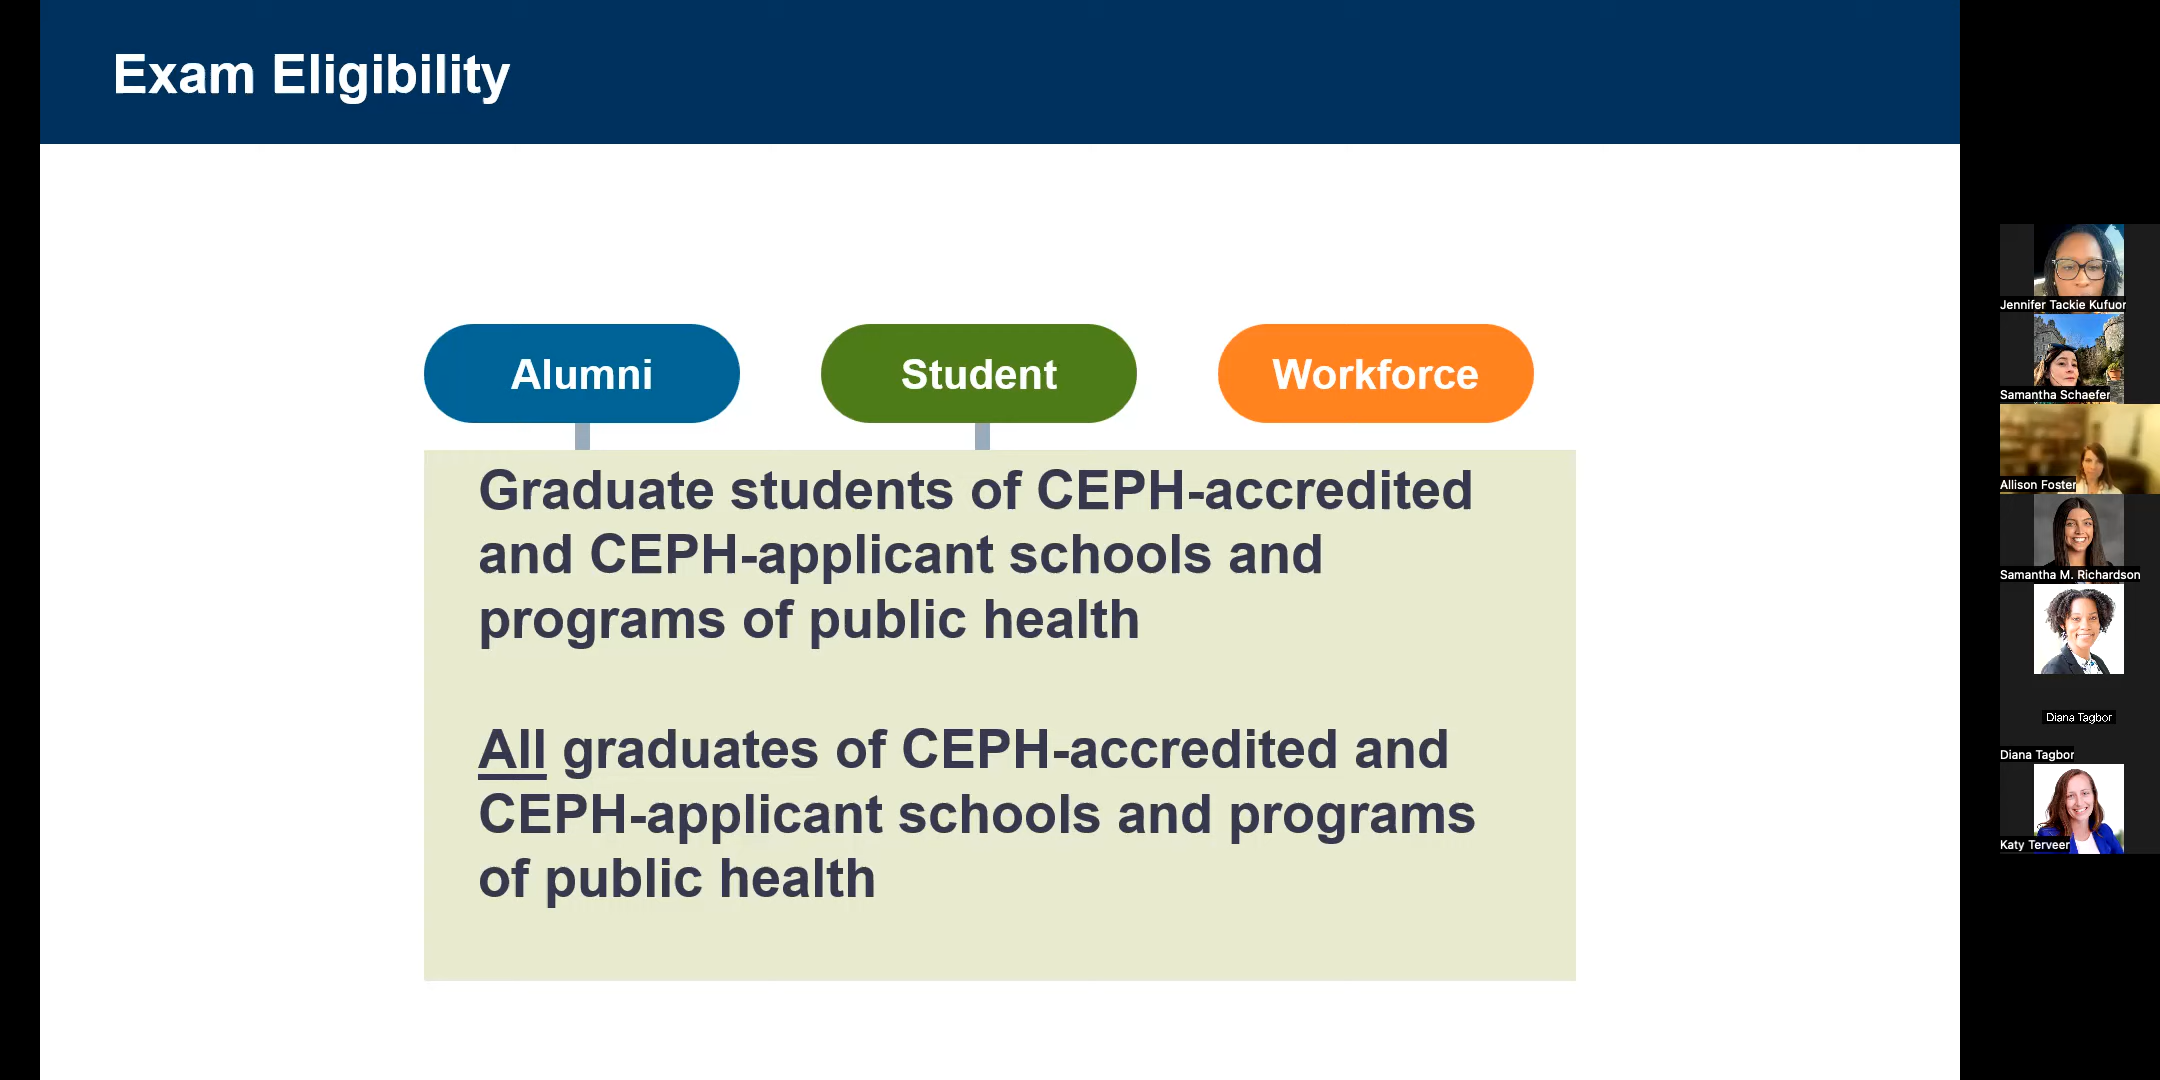 Exam Eligibility
Alumni
Student
Workforce
Graduate students of CEPH-accredited
and CEPH-applicant schools and
programs of public health
All graduates of CEPH-accredited and
CEPH-applicant schools and programs
of public health
Jennifer Tackie Kufuor
Samantha Schaefer
Allison Foster
Samantha M. Richardson
Diana Tagbor
Diana Tagbor
Katy Terveer